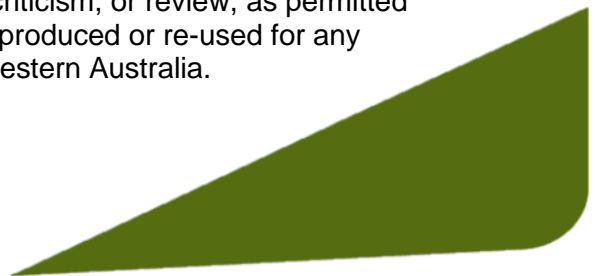 criticism, or review, as permitted
produced or re-used for any
estern Australia.